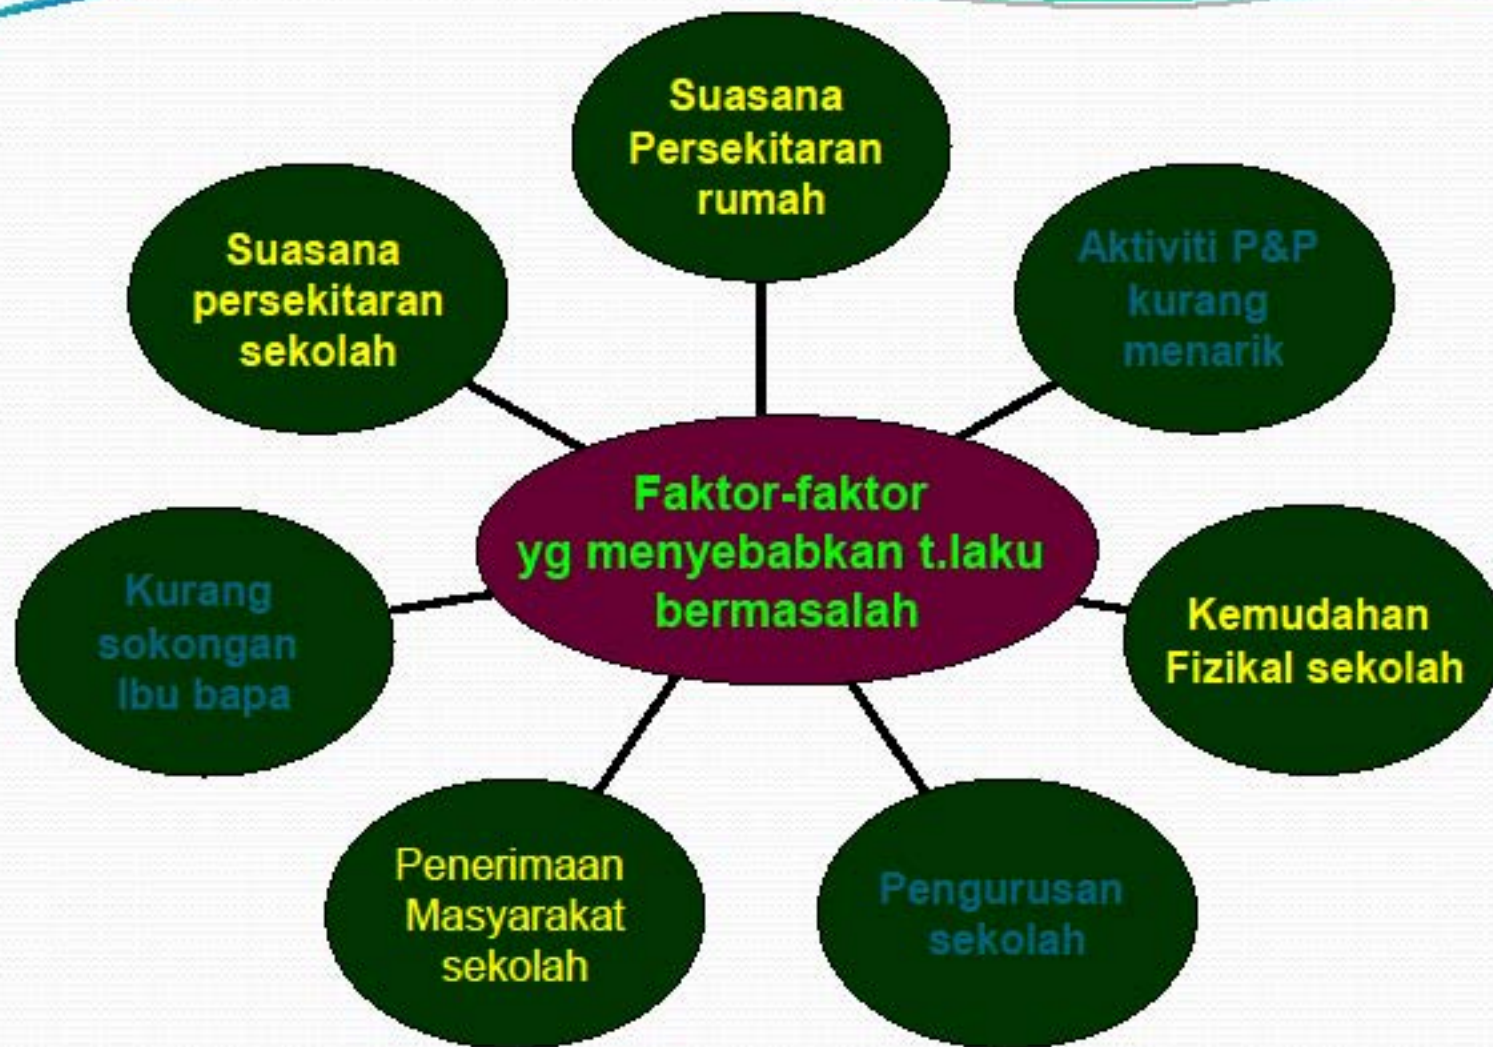 Suasana
Persekitaran
rumah
Suasana
persekitaran
sekolah
Aktiviti P&P
kurang
menarik
Faktor-faktor
yg menyebabkan t.laku
bermasalah
Kurang
sokongan
Ibu bapa
Kemudahan
Fizikal sekolah
Penerimaan
Masyarakat
sekolah
Pengurusan
sekolah